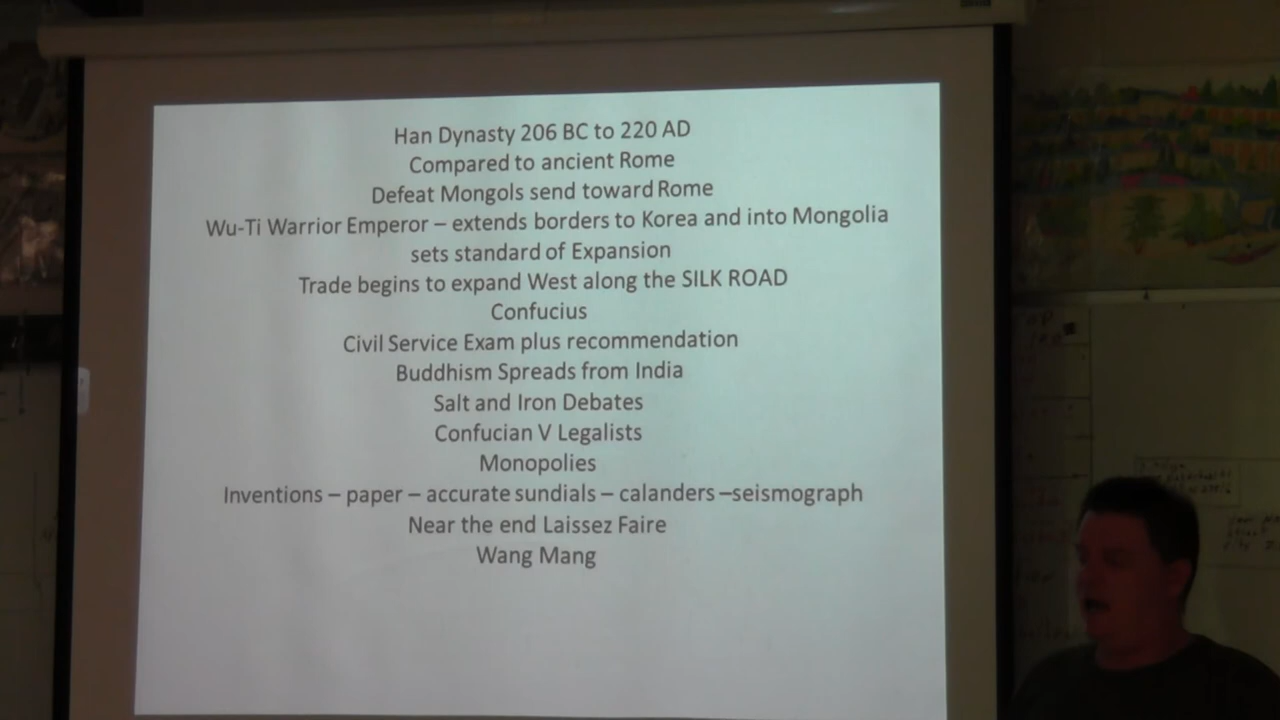 Han Dynasty 206 BC to 220 AD
Compared to ancient Rome
Defeat Mongols send toward Rome
Wu-Ti Warrior Emperor – extends borders to Korea and into Mongolia
sets standard of Expansion
Trade begins to expand West along the SILK ROAD
Confucius
Civil Service Exam plus recommendation
Buddhism Spreads from India
Salt and Iron Debates
Confucian V Legalists
Monopolies
Inventions – paper – accurate sundials – calanders –seismograph
Near the end Laissez Faire
Wang Mang